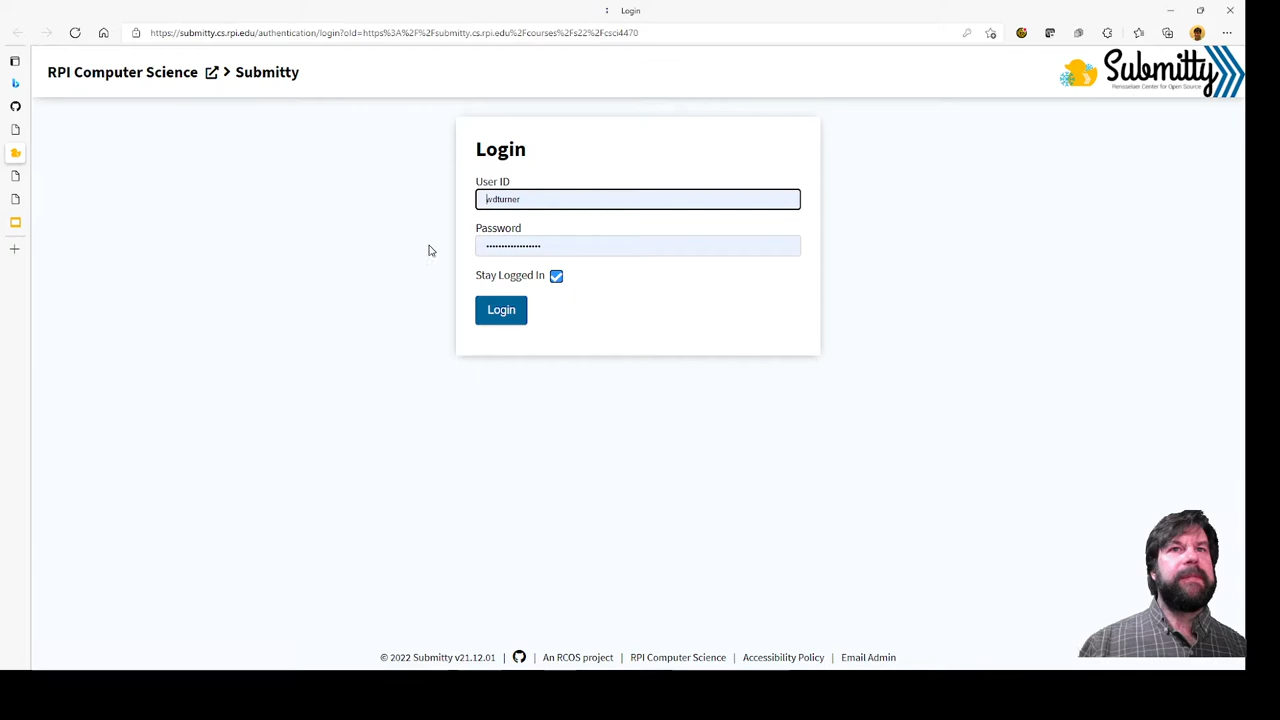 Login
https://submitty.cs.rpi.edu/authentication/login?old=https%3A%2F%2Fsubmitty.cs.rpi.edu%2Fcourses%2Fs22%2Fcsci4470
RPI Computer Science > Submitty
Submitty
Rensselaer Center for Open Source
Login
User ID
wdturner
Password
••••••••••••••••••
Stay Logged In
Login
© 2022 Submitty v21.12.01 | An RCOS project | RPI Computer Science | Accessibility Policy | Email Admin